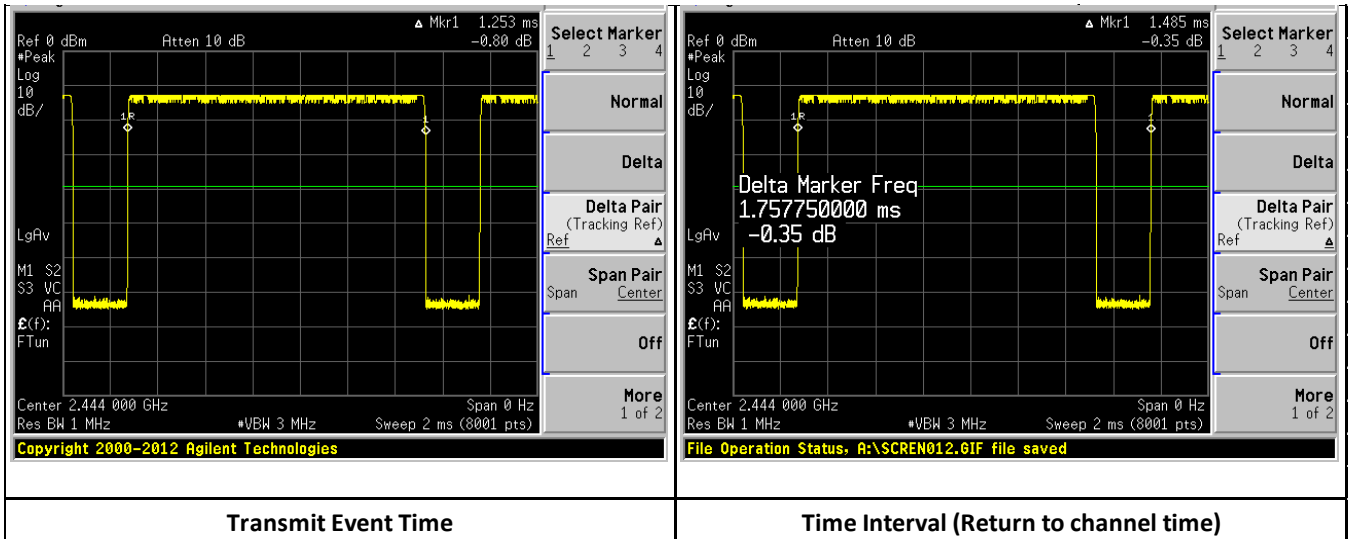 Δ Mkr1 1.253 ms
Ref 0 dBm Atten 10 dB -0.80 dB
#Peak
Log
10
dB/
1R
1
LgAv
M1 S2
S3 VC
AA
£(f):
FTun
Center 2.444 000 GHz Span 0 Hz
Res BW 1 MHz #VBW 3 MHz Sweep 2 ms (8001 pts)
Copyright 2000-2012 Agilent Technologies
Select Marker
1 2 3 4
Normal
Delta
Delta Pair
(Tracking Ref)
Ref Δ
Span Pair
Span Center
Off
More
1 of 2
Δ Mkr1 1.485 ms
Ref 0 dBm Atten 10 dB -0.35 dB
#Peak
Log
10
dB/
1R
1
Delta Marker Freq
1.757750000 ms
-0.35 dB
LgAv
M1 S2
S3 VC
AA
£(f):
FTun
Center 2.444 000 GHz Span 0 Hz
Res BW 1 MHz #VBW 3 MHz Sweep 2 ms (8001 pts)
File Operation Status, A:\SCREN012.GIF file saved
Select Marker
1 2 3 4
Normal
Delta
Delta Pair
(Tracking Ref)
Ref Δ
Span Pair
Span Center
Off
More
1 of 2
Transmit Event Time
Time Interval (Return to channel time)